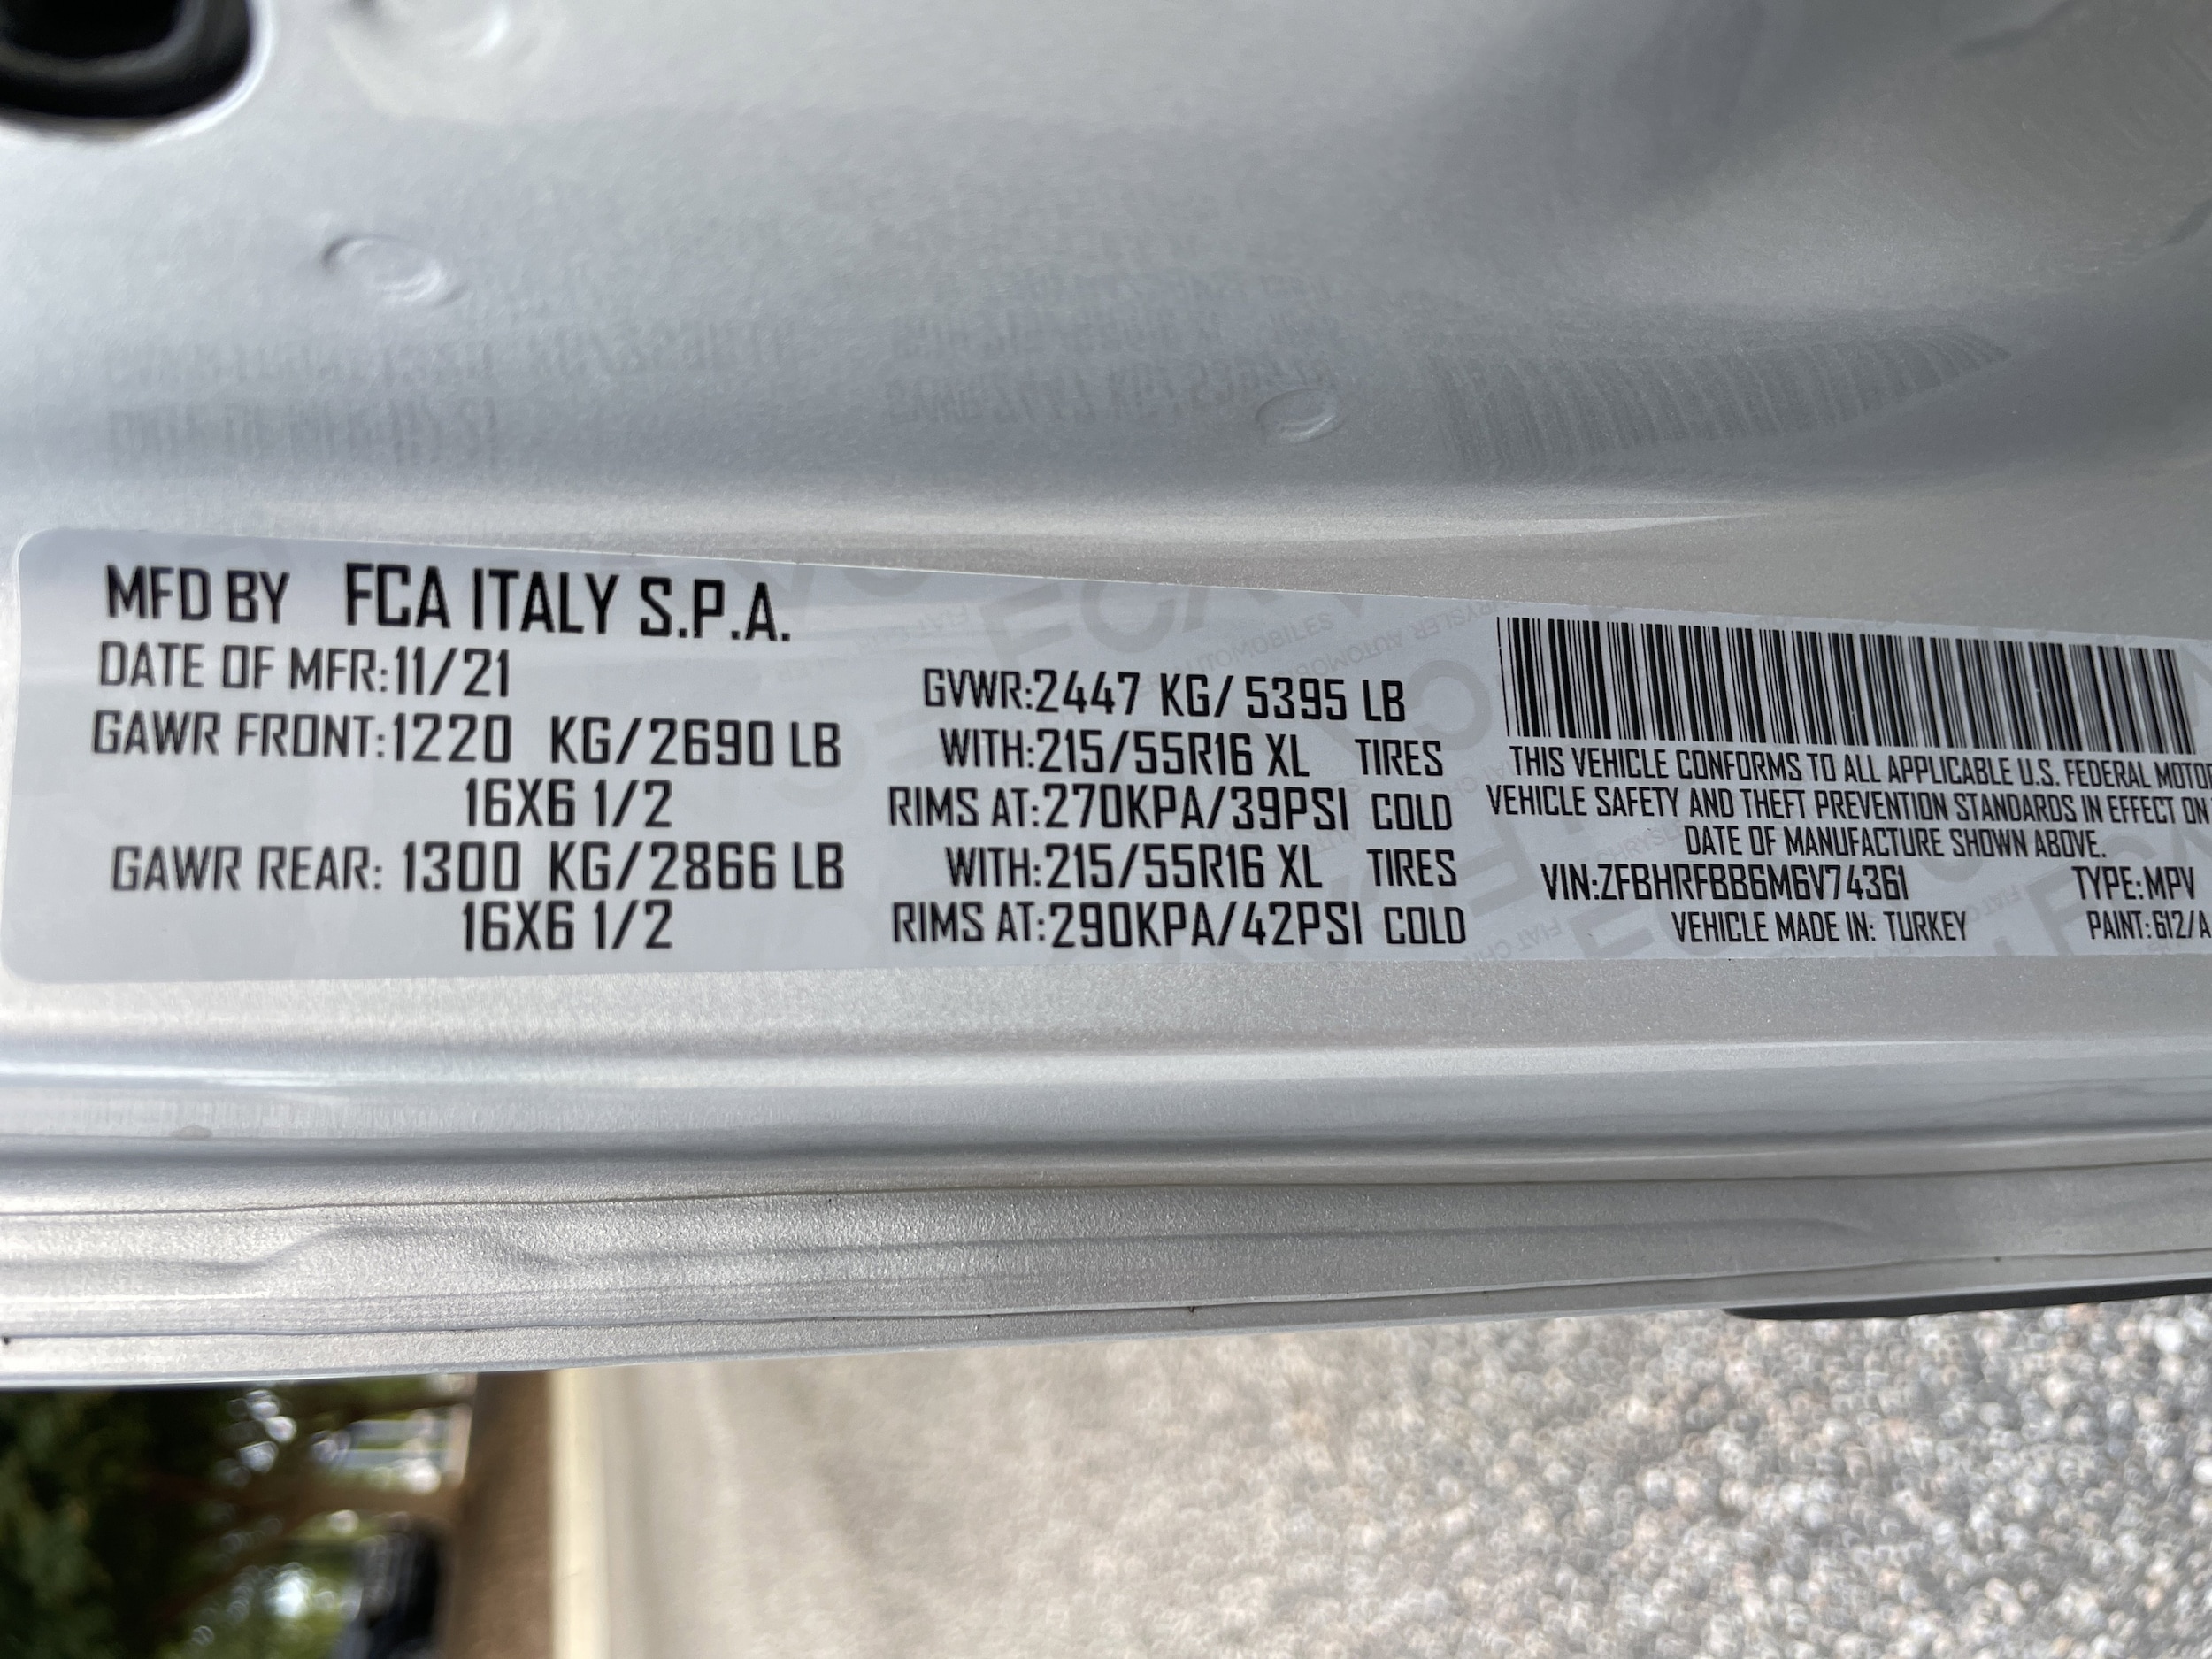 MFD BY FCA ITALY S.P.A.
DATE OF MFR:11/21
GAWR FRONT:1220 KG/2690 LB
16X6 1/2
GAWR REAR: 1300 KG/2866 LB
16X6 1/2
GVWR:2447 KG/ 5395 LB
WITH:215/55R16 XL TIRES
RIMS AT:270KPA/39PSI COLD
WITH:215/55R16 XL TIRES
RIMS AT:290KPA/42PSI COLD
THIS VEHICLE CONFORMS TO ALL APPLICABLE U.S. FEDERAL MOTOR
VEHICLE SAFETY AND THEFT PREVENTION STANDARDS IN EFFECT ON
DATE OF MANUFACTURE SHOWN ABOVE.
VIN:ZFBHRFBB6M6V74361 TYPE:MPV
VEHICLE MADE IN: TURKEY PAINT:612/A